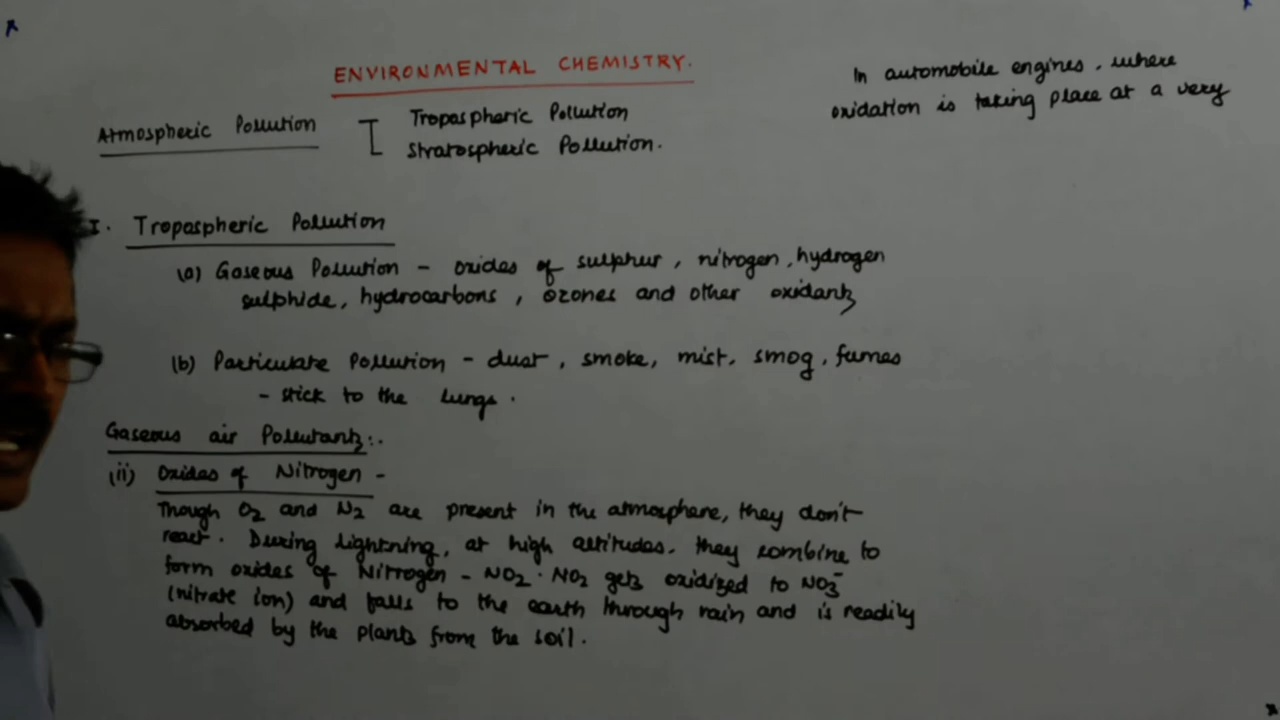 ENVIRONMENTAL CHEMISTRY.
Atmospheric Pollution
Tropospheric Pollution
Stratospheric Pollution.
I. Tropospheric Pollution
(a) Gaseous Pollution - oxides of sulphur, nitrogen, hydrogen
sulphide, hydrocarbons, ozones and other oxidants
(b) Particulate Pollution - dust, smoke, mist, smog, fumes
- stick to the lungs.
Gaseous air Pollutants:-
(ii) Oxides of Nitrogen -
Though O2 and N2 are present in the atmosphere, they don't
react. During lightning, at high altitudes, they combine to
form oxides of Nitrogen - NO2. NO2 gets oxidized to NO3-
(nitrate ion) and falls to the earth through rain and is readily
absorbed by the plants from the soil.
In automobile engines, where
oxidation is taking place at a very